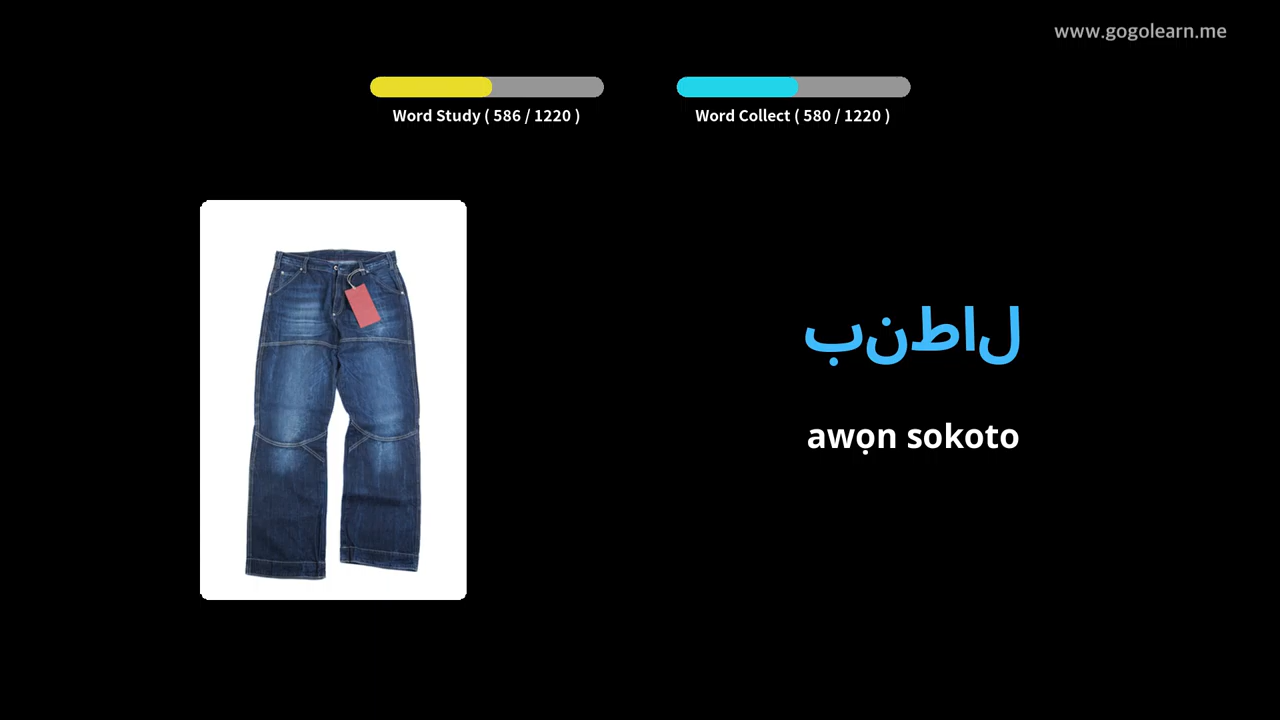 www.gogolearn.me
Word Study ( 586 / 1220 )
Word Collect ( 580 / 1220 )
بنطال
awọn sokoto